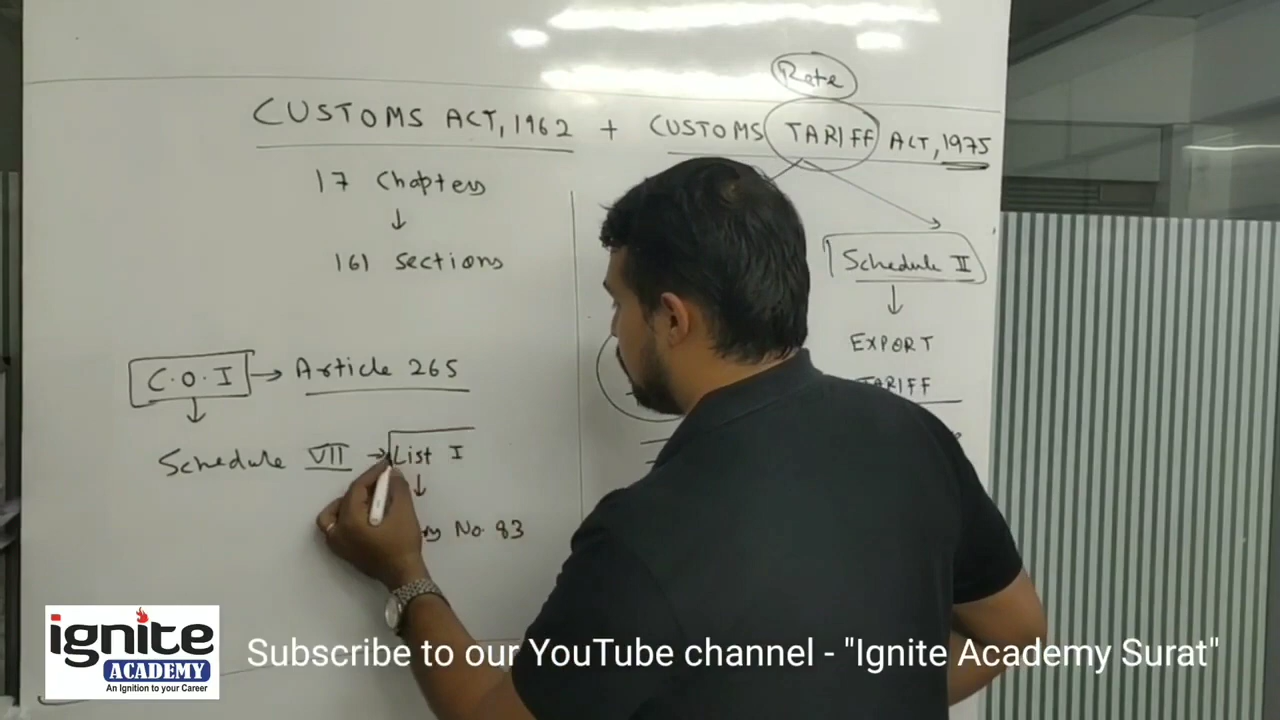 Rate
CUSTOMS ACT, 1962 + CUSTOMS TARIFF ACT, 1975
17 Chapters
↓
161 sections
Schedule II
↓
EXPORT
TARIFF
C.O.I → Article 265
↓
Schedule VII → List I
↓
No. 83
ignite
ACADEMY
An Ignition to your Career
Subscribe to our YouTube channel - "Ignite Academy Surat"